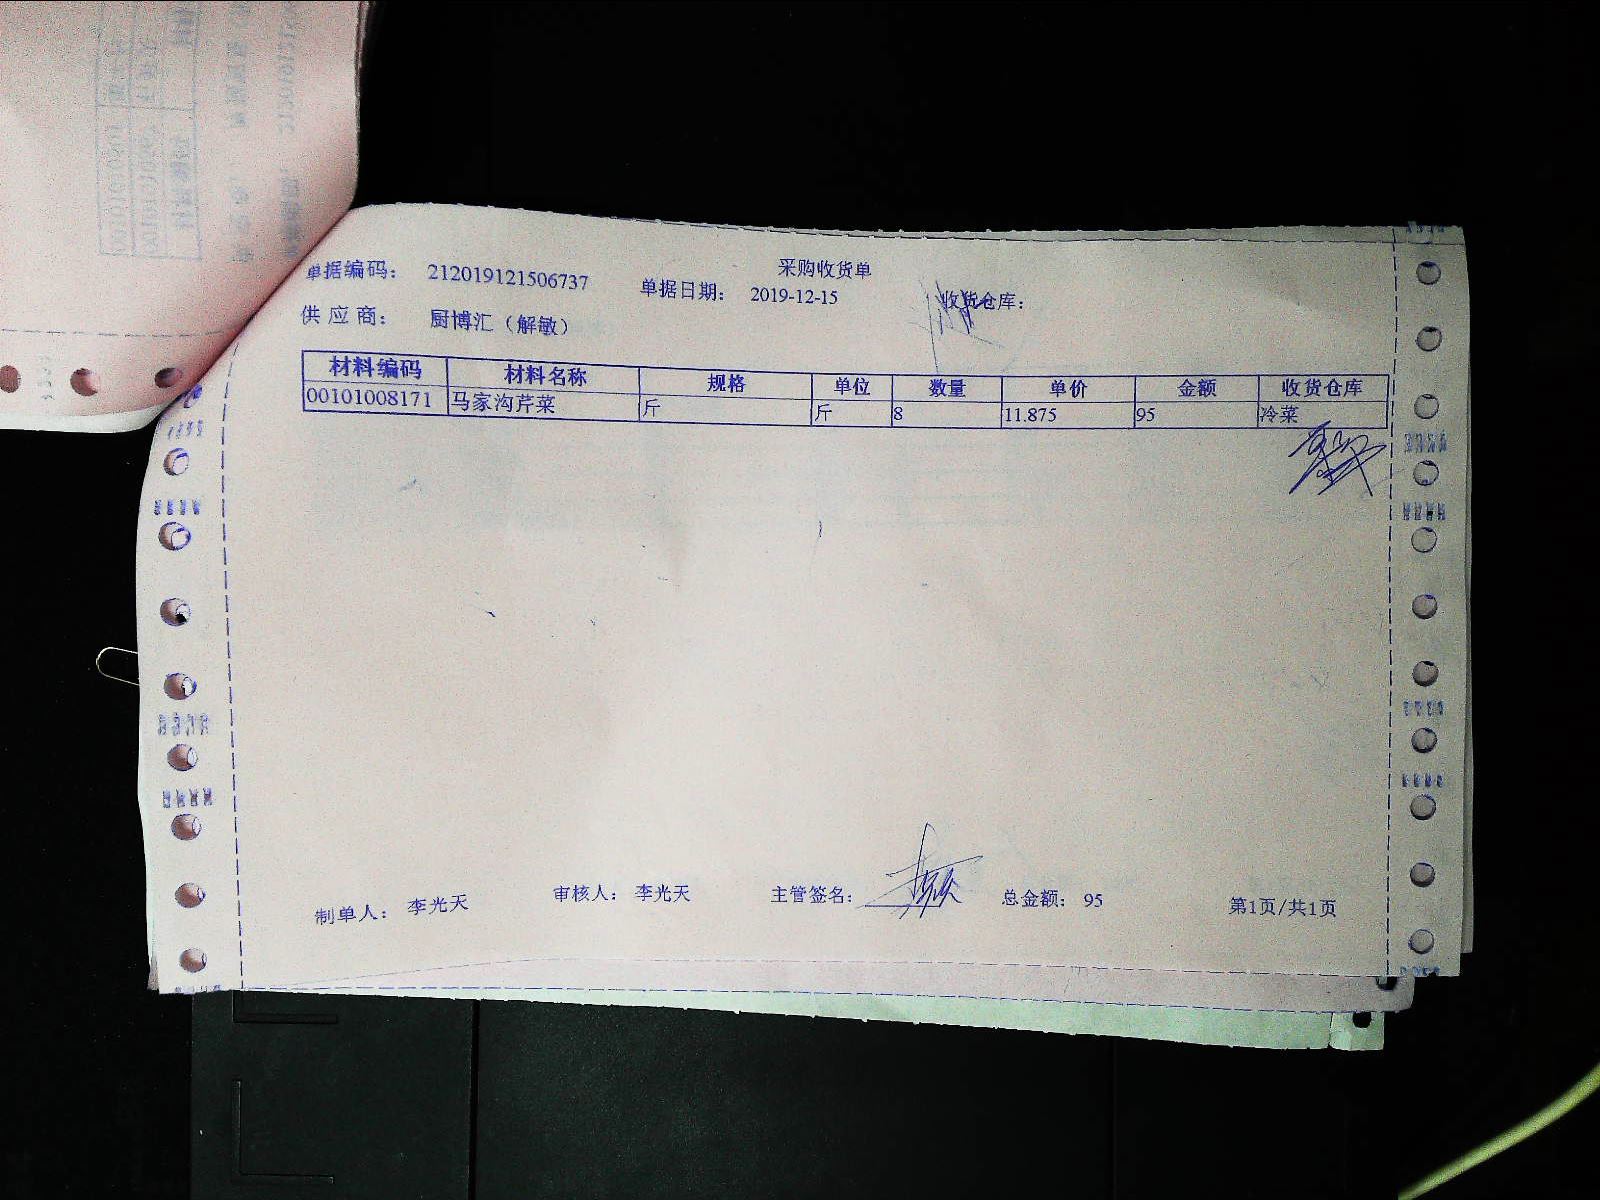 采购收货单
单据编码： 212019121506737 单据日期： 2019-12-15 收货仓库：
供 应 商： 厨博汇（解敏）
材料编码 材料名称 规格 单位 数量 单价 金额 收货仓库
00101008171 马家沟芹菜 斤 斤 8 11.875 95 冷菜
制单人： 李光天 审核人： 李光天 主管签名： 总金额： 95 第1页/共1页